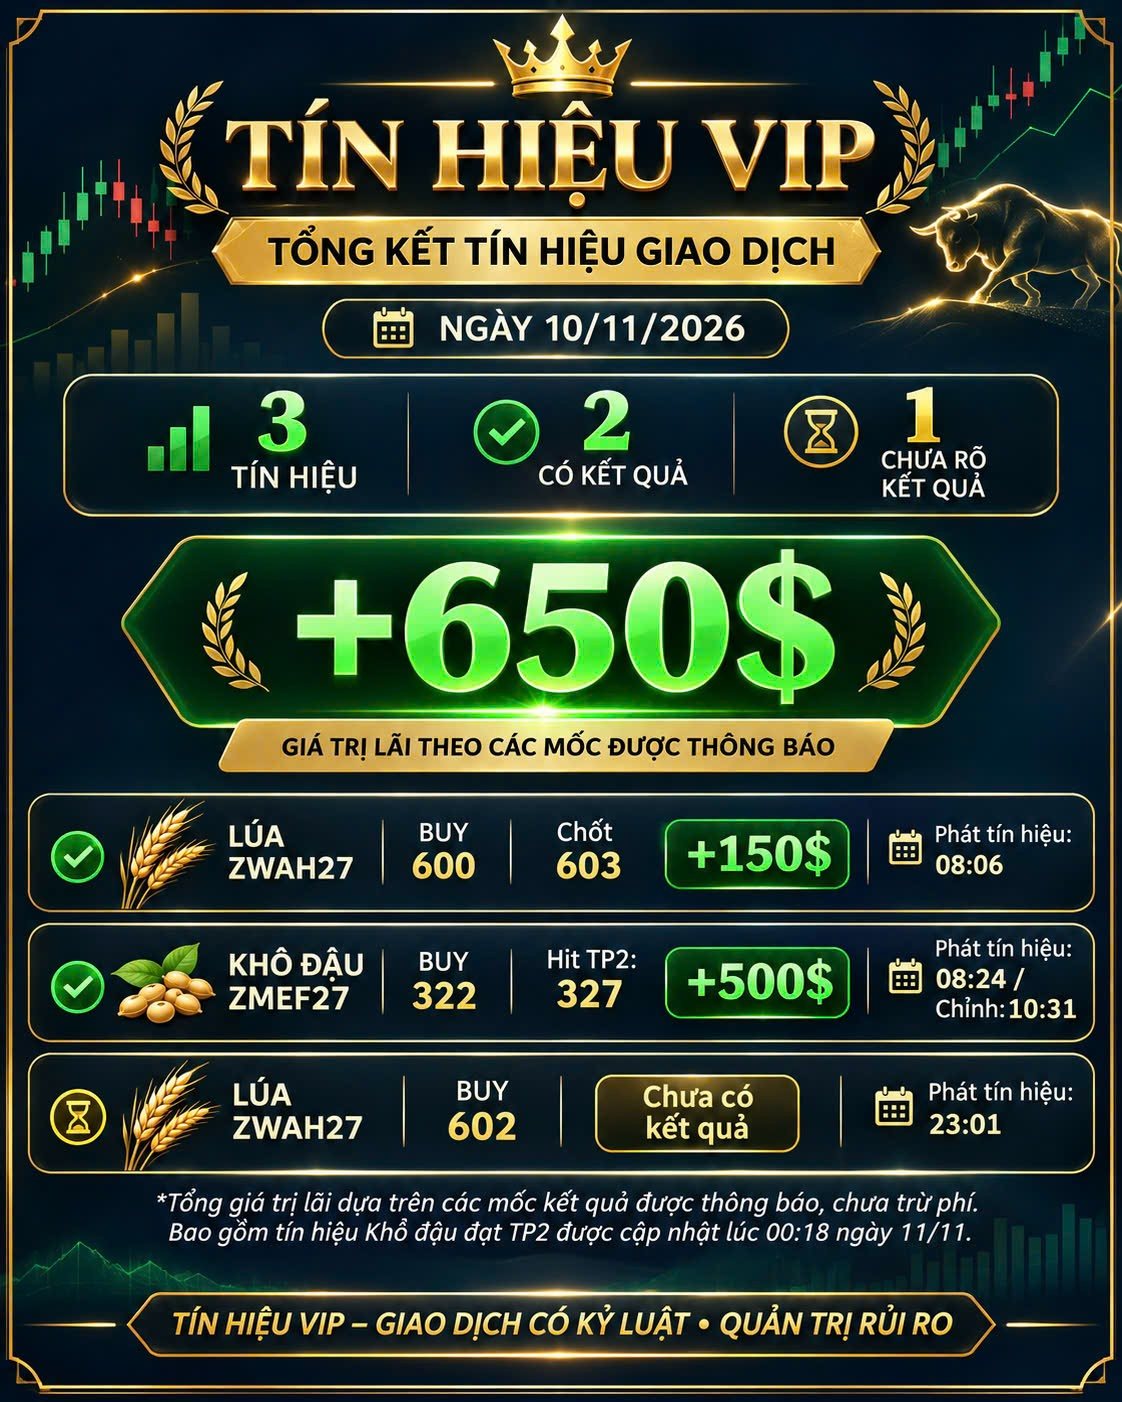 TÍN HIỆU VIP
TỔNG KẾT TÍN HIỆU GIAO DỊCH
NGÀY 10/11/2026
3
TÍN HIỆU
2
CÓ KẾT QUẢ
1
CHƯA RÕ
KẾT QUẢ
+650$
GIÁ TRỊ LÃI THEO CÁC MỐC ĐƯỢC THÔNG BÁO
LÚA
ZWAH27
BUY
600
Chốt
603
+150$
Phát tín hiệu:
08:06
KHÔ ĐẬU
ZMEF27
BUY
322
Hit TP2:
327
+500$
Phát tín hiệu:
08:24 /
Chỉnh: 10:31
LÚA
ZWAH27
BUY
602
Chưa có
kết quả
Phát tín hiệu:
23:01
*Tổng giá trị lãi dựa trên các mốc kết quả được thông báo, chưa trừ phí.
Bao gồm tín hiệu Khổ đậu đạt TP2 được cập nhật lúc 00:18 ngày 11/11.
TÍN HIỆU VIP – GIAO DỊCH CÓ KỶ LUẬT • QUẢN TRỊ RỦI RO